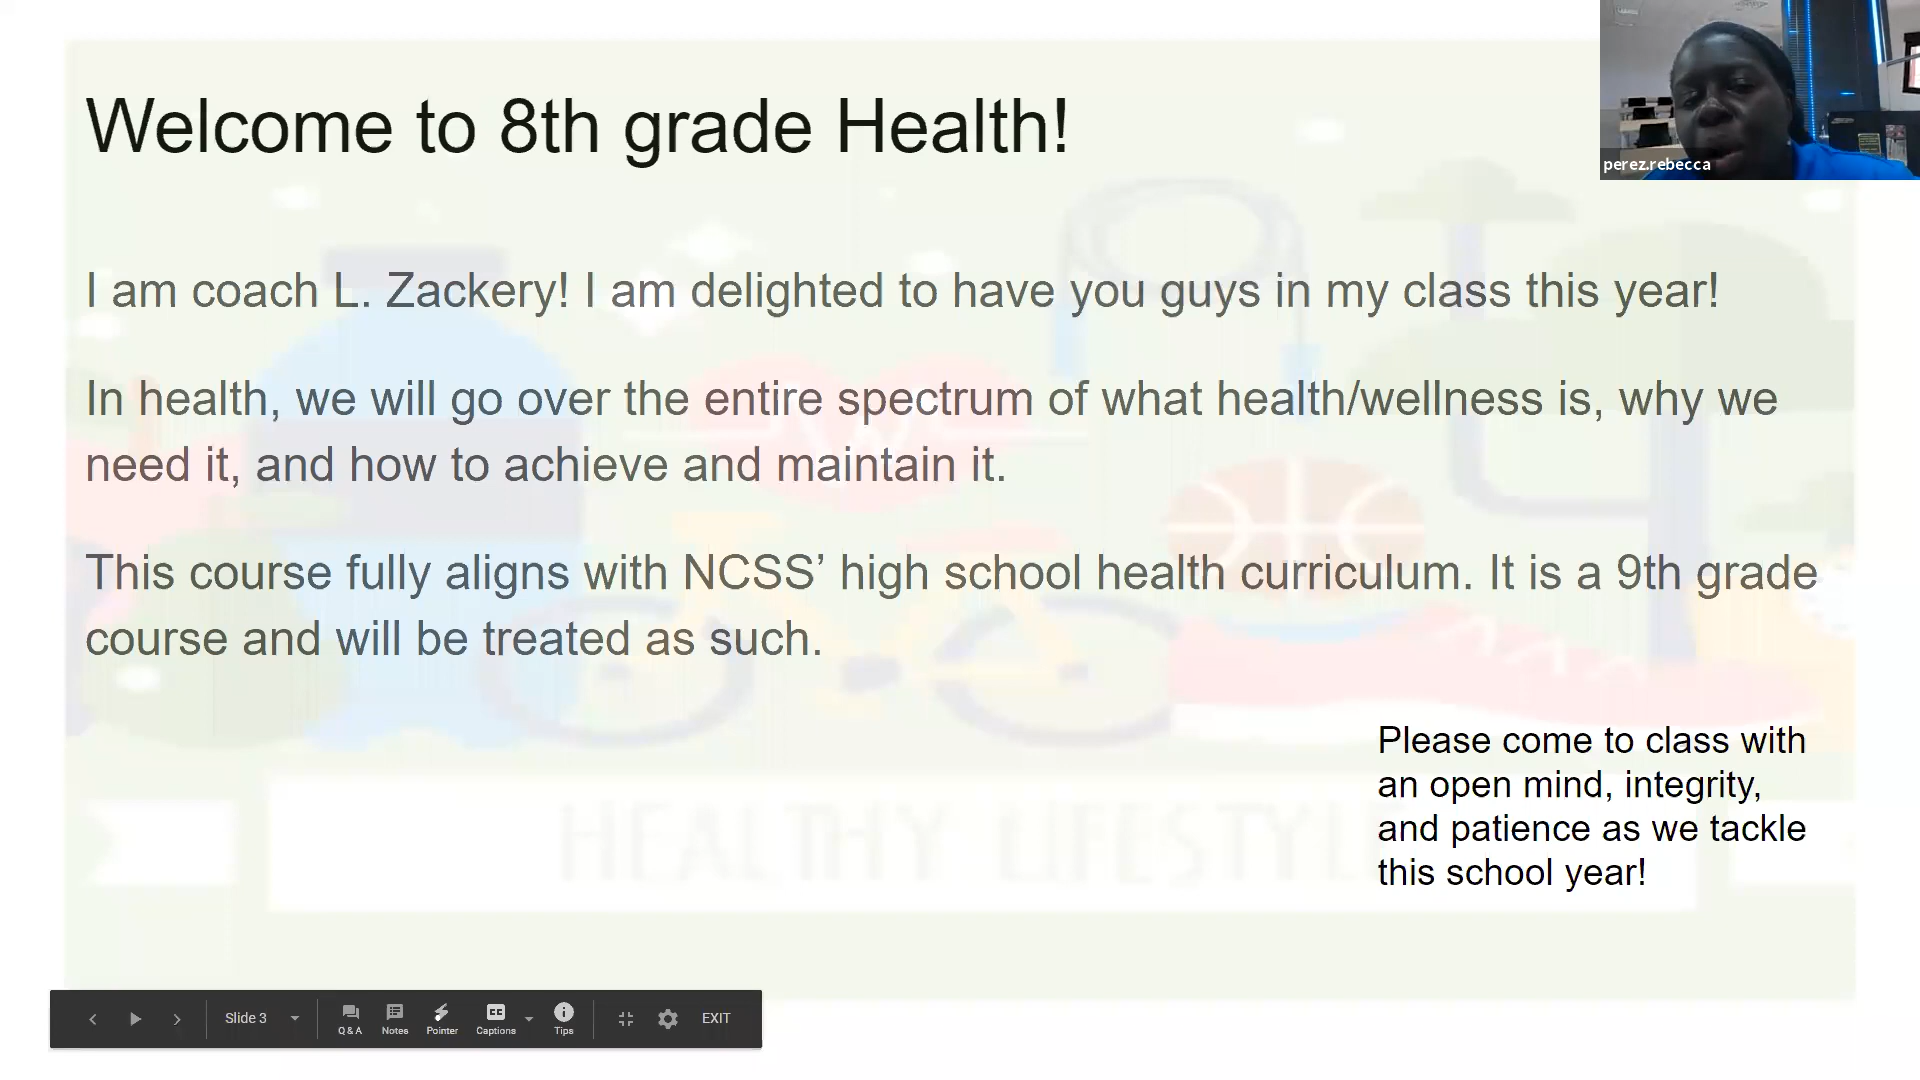 Welcome to 8th grade Health!
perez.rebecca
I am coach L. Zackery! I am delighted to have you guys in my class this year!
In health, we will go over the entire spectrum of what health/wellness is, why we
need it, and how to achieve and maintain it.
This course fully aligns with NCSS’ high school health curriculum. It is a 9th grade
course and will be treated as such.
Please come to class with
an open mind, integrity,
and patience as we tackle
this school year!
HEALTHY LIFESTYLE
Slide 3
Q & A
Notes
Pointer
CC
Captions
Tips
EXIT